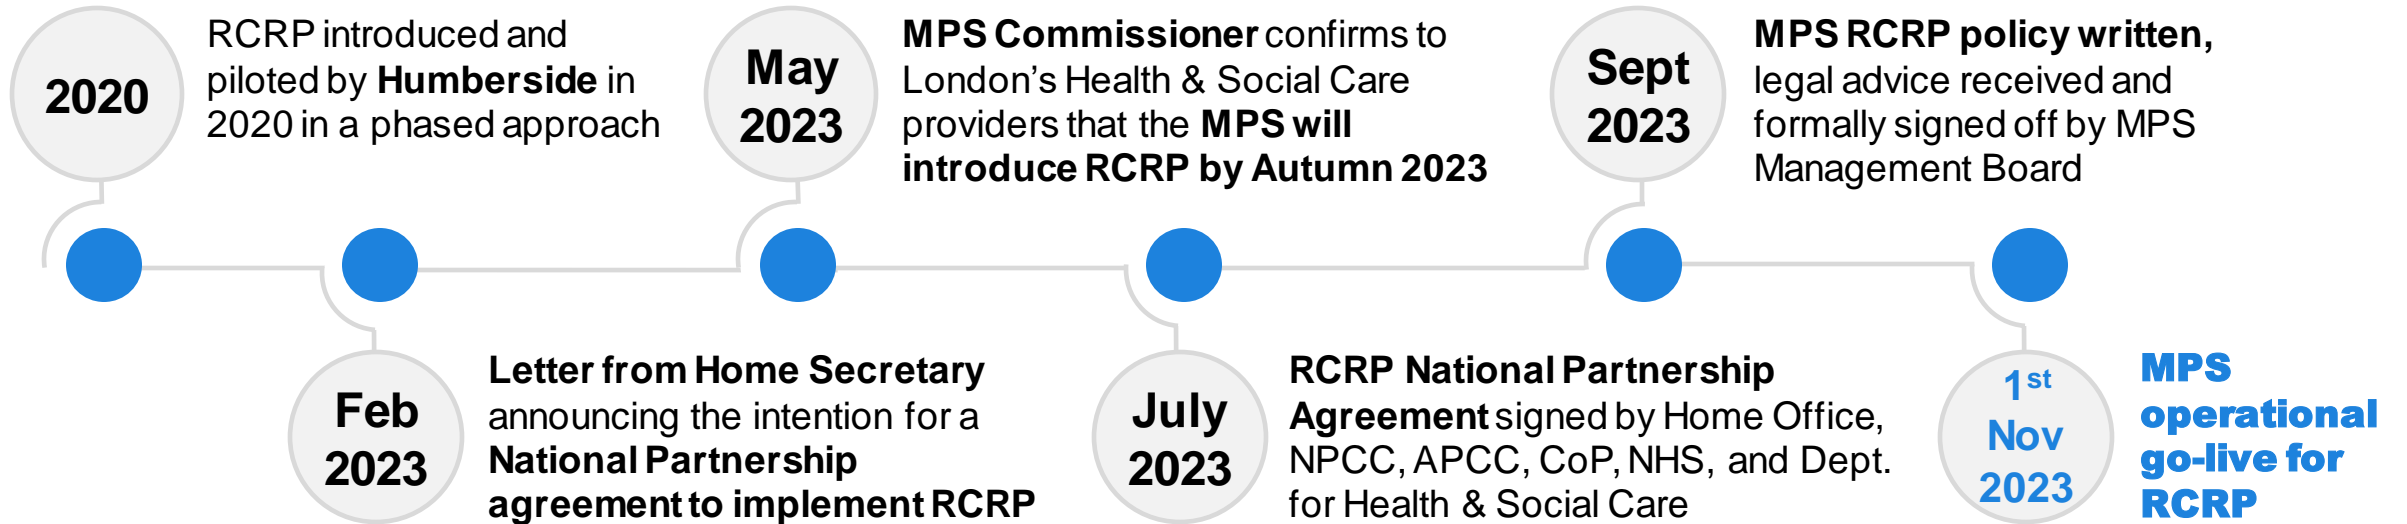 2020
RCRP introduced and
piloted by Humberside in
2020 in a phased approach
Feb
2023
Letter from Home Secretary
announcing the intention for a
National Partnership
agreement to implement RCRP
May
2023
MPS Commissioner confirms to
London's Health & Social Care
providers that the MPS will
introduce RCRP by Autumn 2023
July
2023
RCRP National Partnership
Agreement signed by Home Office,
NPCC, APCC, CoP, NHS, and Dept.
for Health & Social Care
Sept
2023
MPS RCRP policy written,
legal advice received and
formally signed off by MPS
Management Board
1st
Nov
2023
MPS
operational
go-live for
RCRP